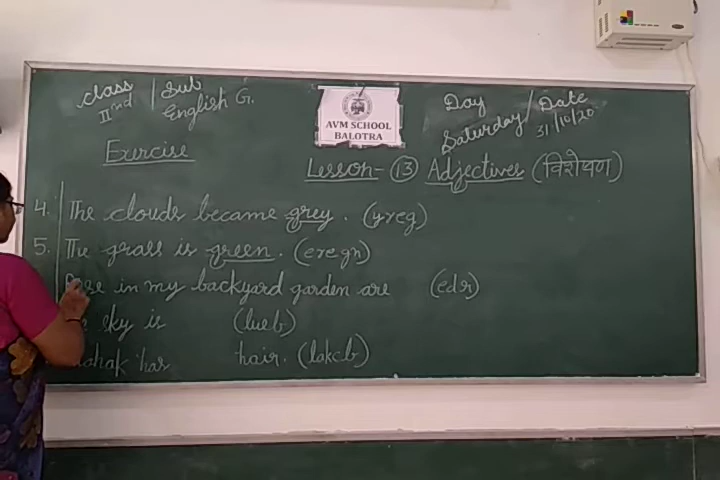 Class / Sub
IInd English G.
AVM SCHOOL
BALOTRA
Day / Date
Saturday 31/10/20
Exercise
Lesson-13 Adjectives (विशेषण)
4. The clouds became grey. (yreg)
5. The grass is green. (eregn)
in my backyard garden are (edr)
sky is (lueb)
has hair. (lakcb)